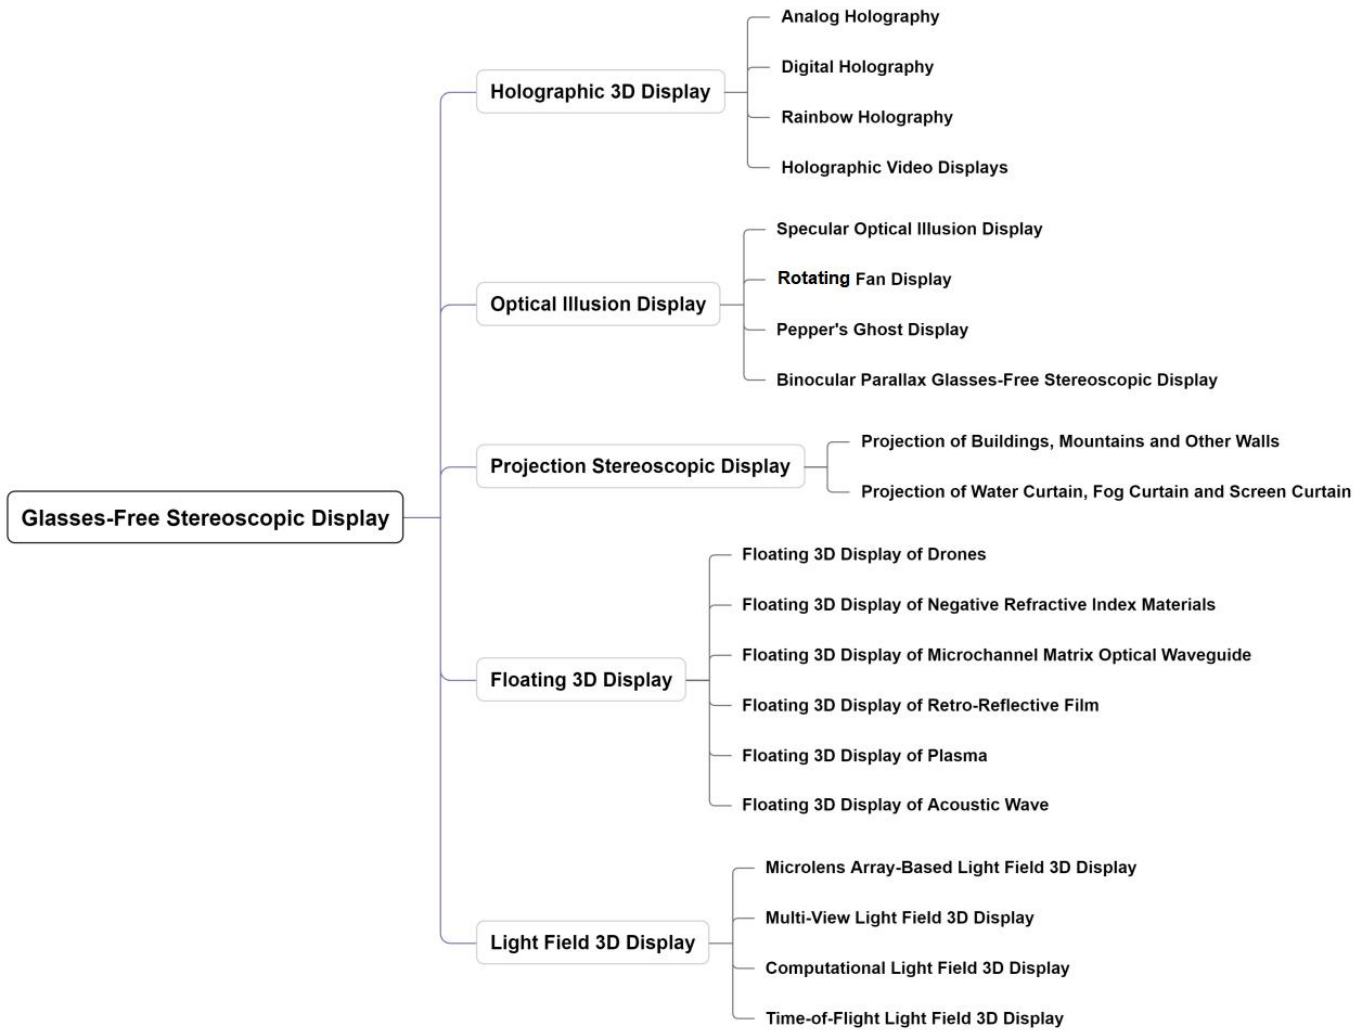 Glasses-Free Stereoscopic Display
Holographic 3D Display
Analog Holography
Digital Holography
Rainbow Holography
Holographic Video Displays
Optical Illusion Display
Specular Optical Illusion Display
Rotating Fan Display
Pepper's Ghost Display
Binocular Parallax Glasses-Free Stereoscopic Display
Projection Stereoscopic Display
Projection of Buildings, Mountains and Other Walls
Projection of Water Curtain, Fog Curtain and Screen Curtain
Floating 3D Display
Floating 3D Display of Drones
Floating 3D Display of Negative Refractive Index Materials
Floating 3D Display of Microchannel Matrix Optical Waveguide
Floating 3D Display of Retro-Reflective Film
Floating 3D Display of Plasma
Floating 3D Display of Acoustic Wave
Light Field 3D Display
Microlens Array-Based Light Field 3D Display
Multi-View Light Field 3D Display
Computational Light Field 3D Display
Time-of-Flight Light Field 3D Display